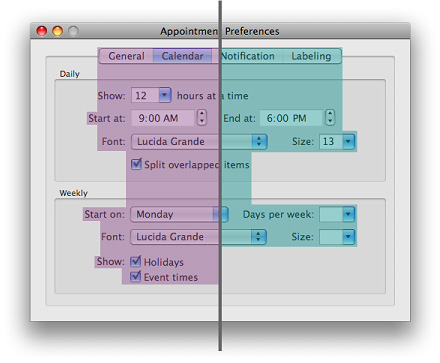 Appointment Preferences
General Calendar Notification Labeling
Daily
Show: 12 hours at a time
Start at: 9:00 AM End at: 6:00 PM
Font: Lucida Grande Size: 13
Split overlapped items
Weekly
Start on: Monday Days per week:
Font: Lucida Grande Size:
Show: Holidays
Event times